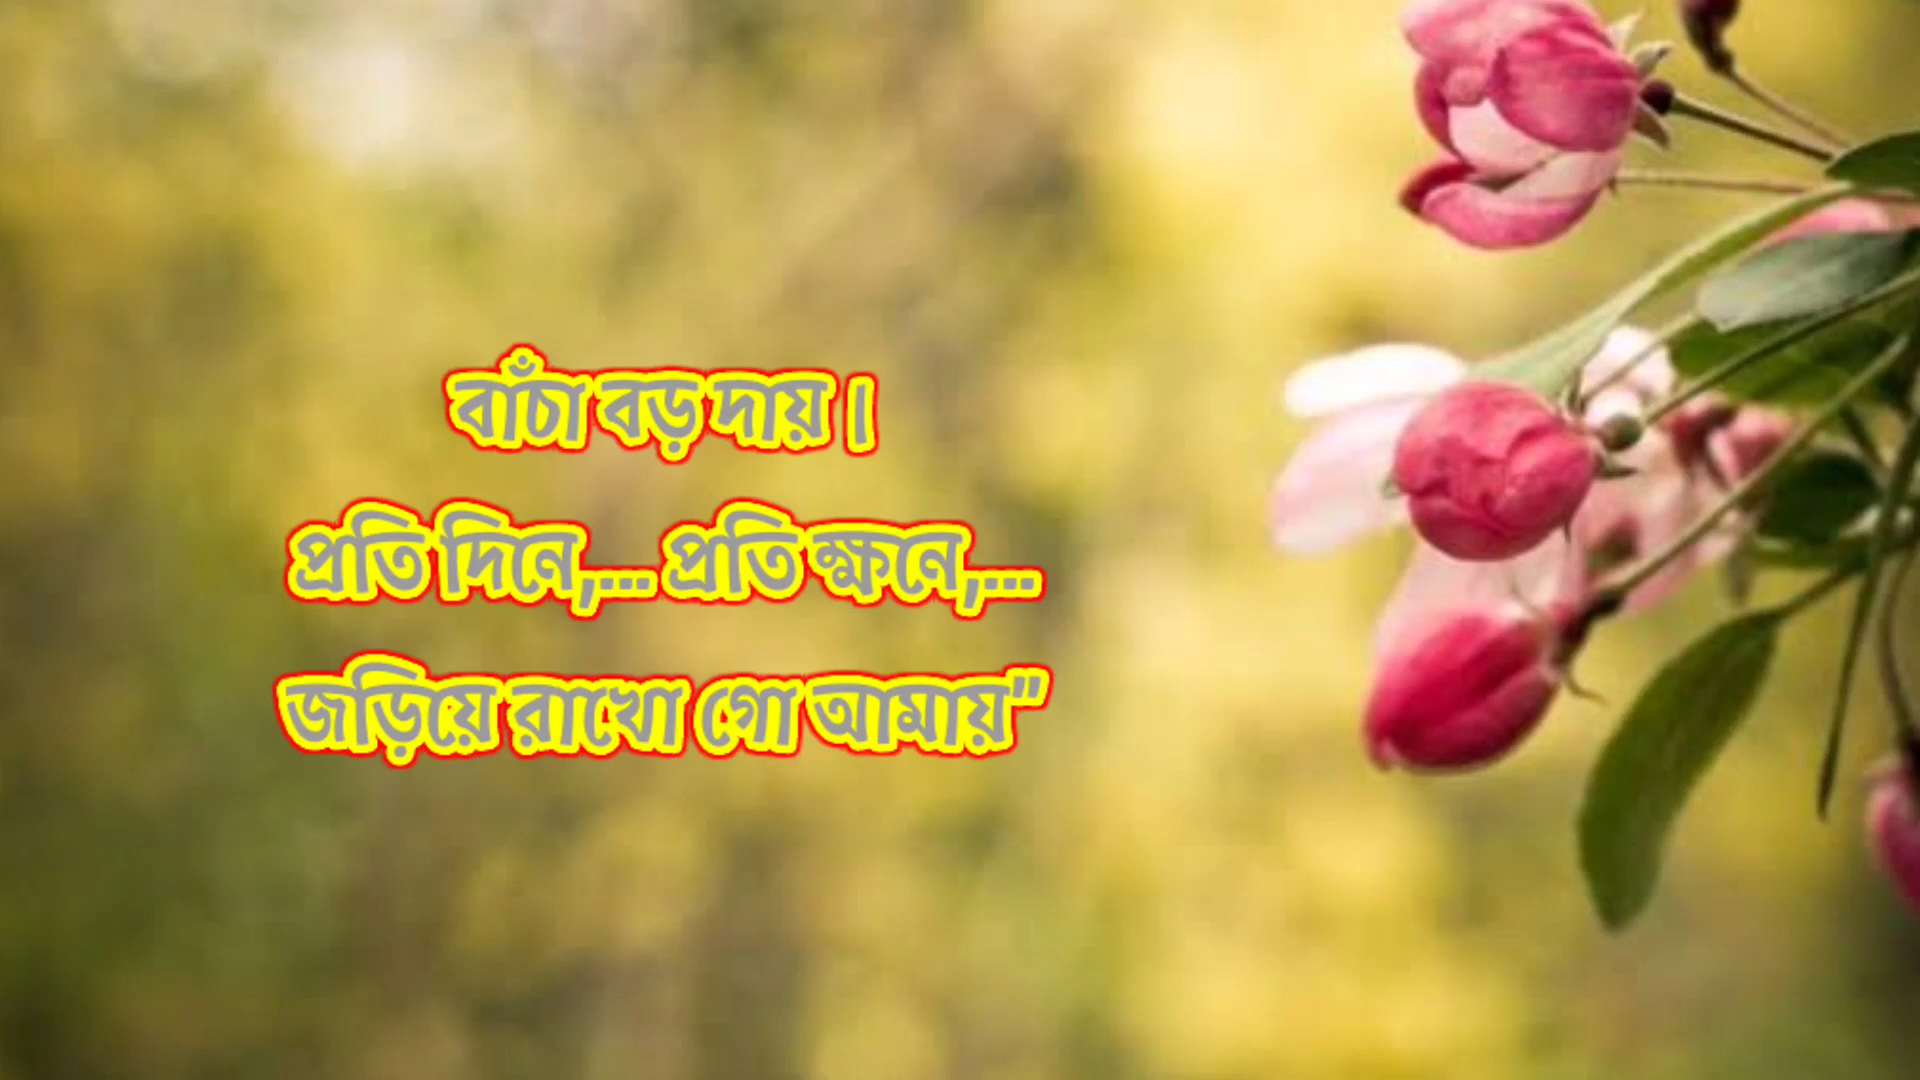 বাঁচা বড় দায় ।
প্রতি দিনে,... প্রতি ক্ষনে,...
জড়িয়ে রাখো গো আমায়"